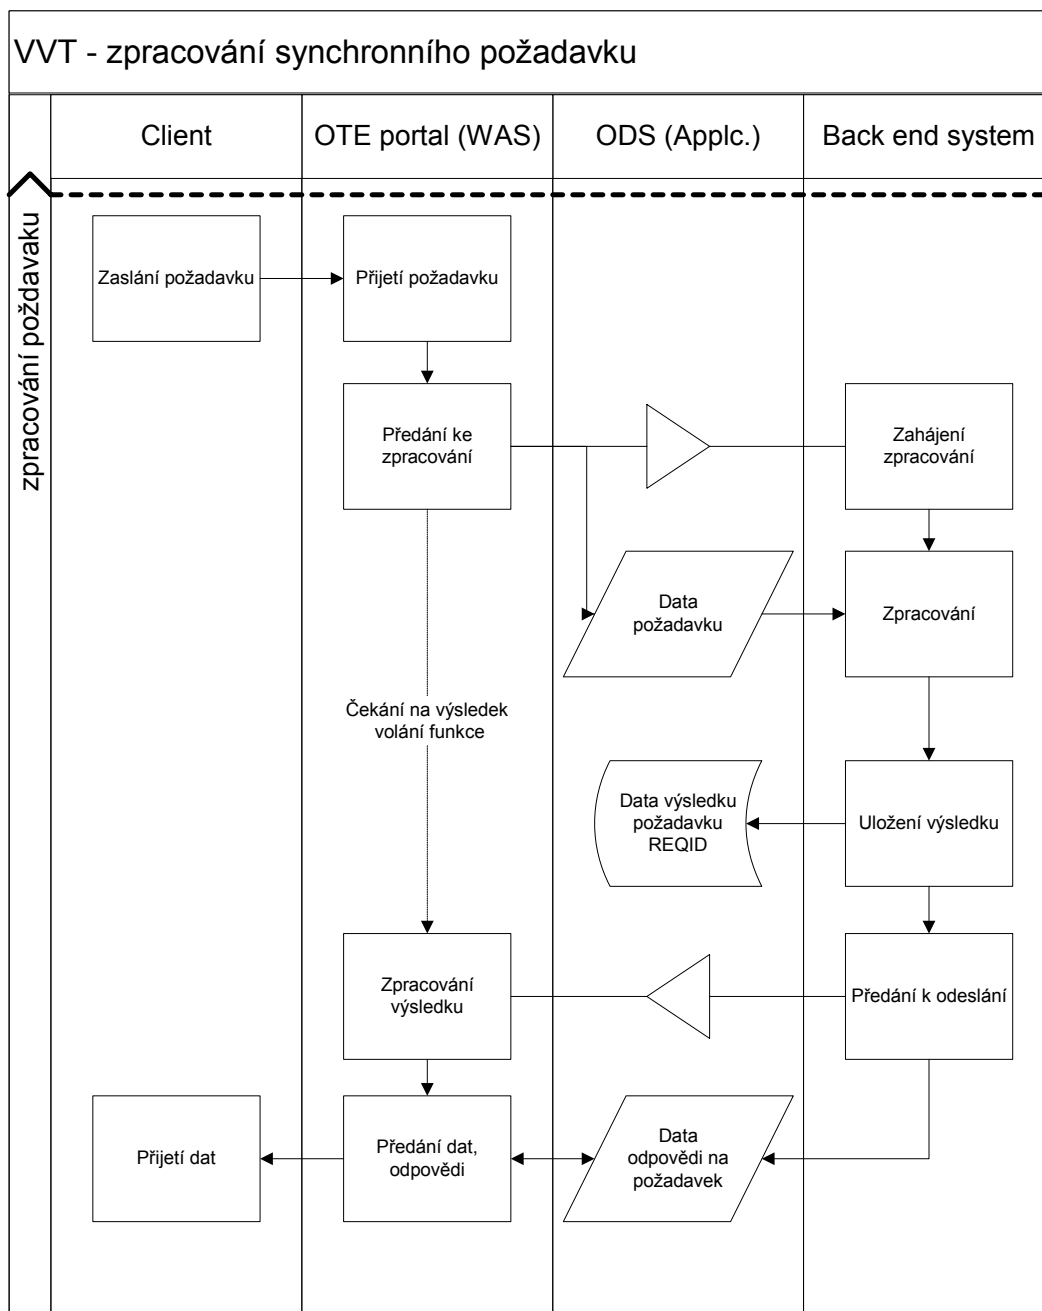 VVT - zpracování synchronního požadavku
Client
OTE portal (WAS)
ODS (Applc.)
Back end system
zpracování poždavaku
Zaslání požadavku
Přijetí požadavku
Předání ke
zpracování
Zahájení
zpracování
Data
požadavku
Zpracování
Čekání na výsledek
volání funkce
Data výsledku
požadavku
REQID
Uložení výsledku
Zpracování
výsledku
Předání k odeslání
Přijetí dat
Předání dat,
odpovědi
Data
odpovědi na
požadavek